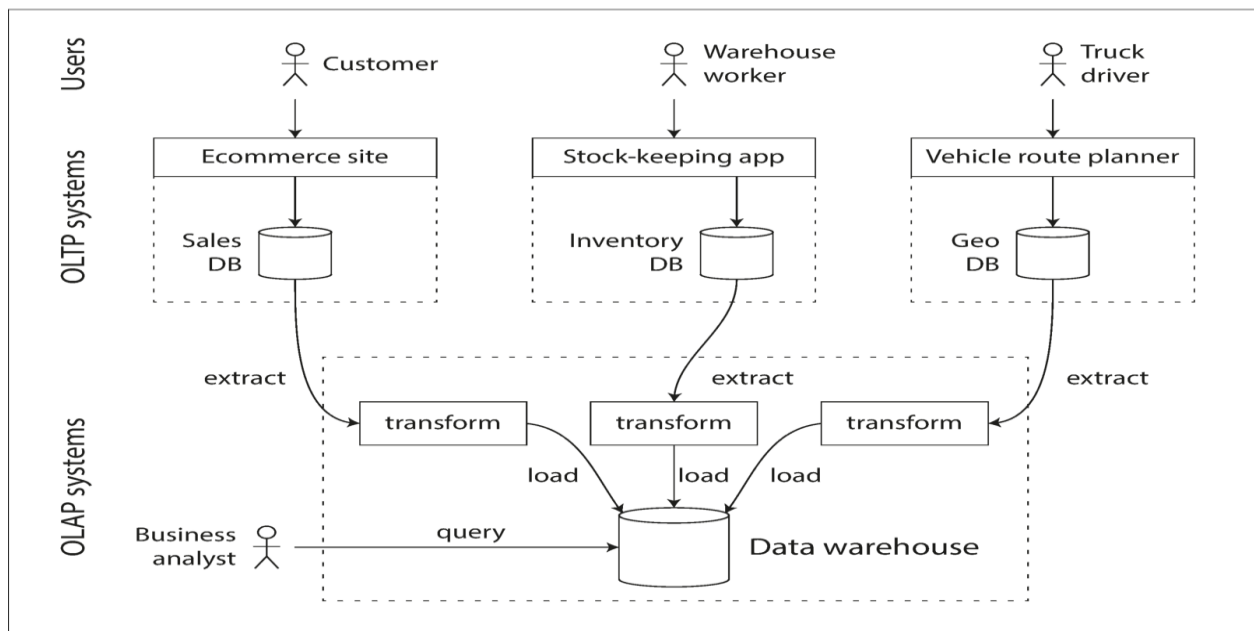 Users
Customer
Warehouse
worker
Truck
driver
OLTP systems
Ecommerce site
Stock-keeping app
Vehicle route planner
Sales
DB
Inventory
DB
Geo
DB
extract
extract
extract
OLAP systems
transform
transform
transform
load
load
load
Business
analyst
query
Data warehouse